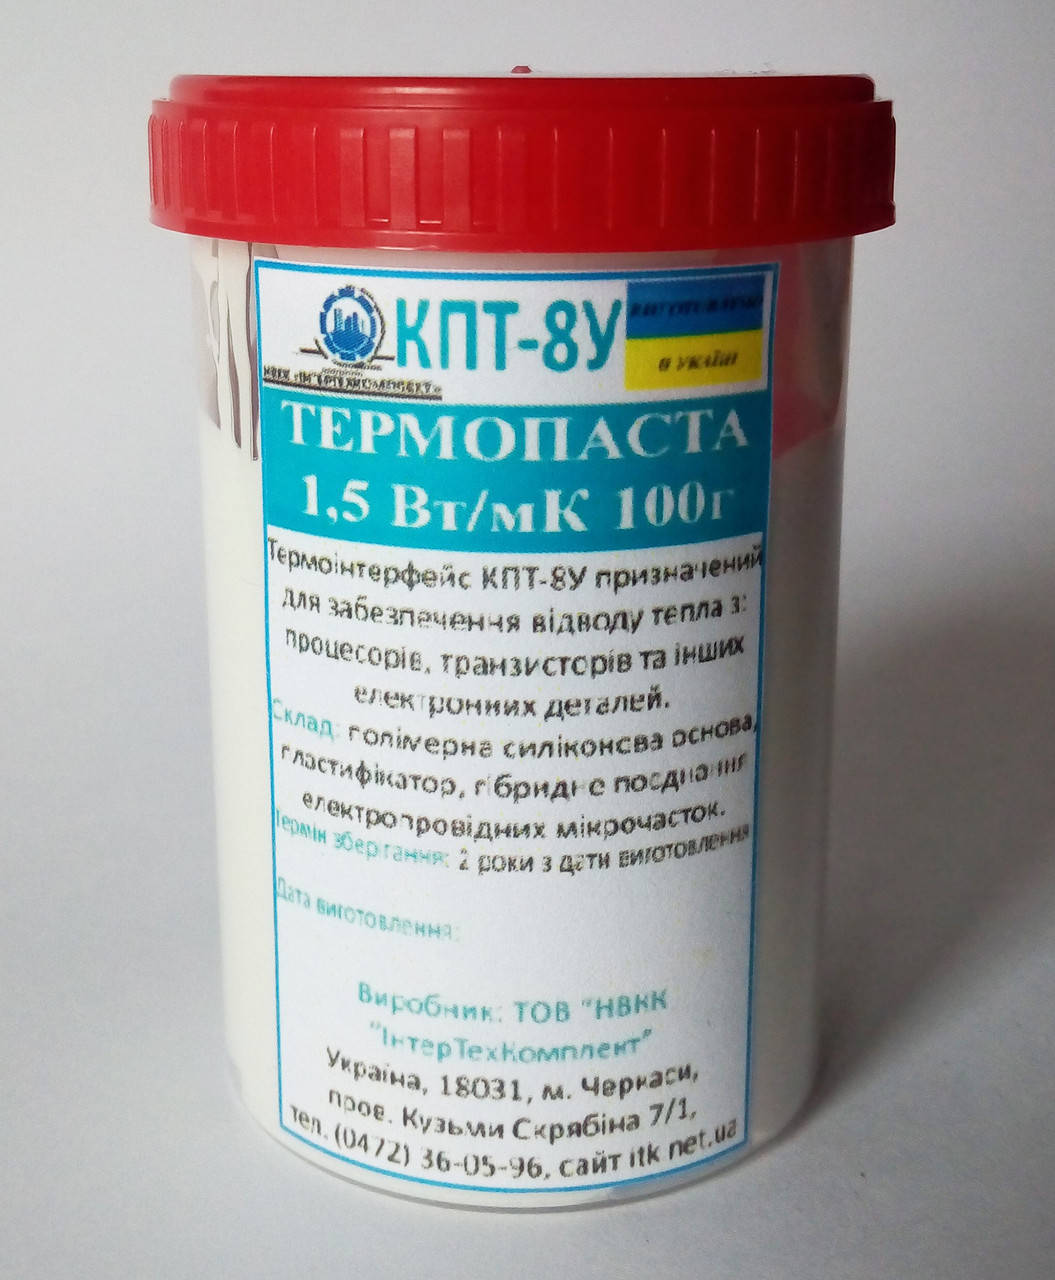 КПТ-8У
ВИГОТОВЛЕНО
В УКРАЇНІ
ТЕРМОПАСТА
1,5 Вт/мК 100г
Термоінтерфейс КПТ-8У призначений
для забезпечення відводу тепла з:
процесорів, транзисторів та інших
електронних деталей.
Склад: полімерна силіконова основа,
пластифікатор, гібридне поєднання
електропровідних мікрочасток.
Термін зберігання: 2 роки з дати виготовлення
Дата виготовлення:
Виробник: ТОВ "НВКК
"ІнтерТехКомплект"
Україна, 18031, м. Черкаси,
пров. Кузьми Скрябіна 7/1,
тел. (0472) 36-05-96, сайт itk.net.ua